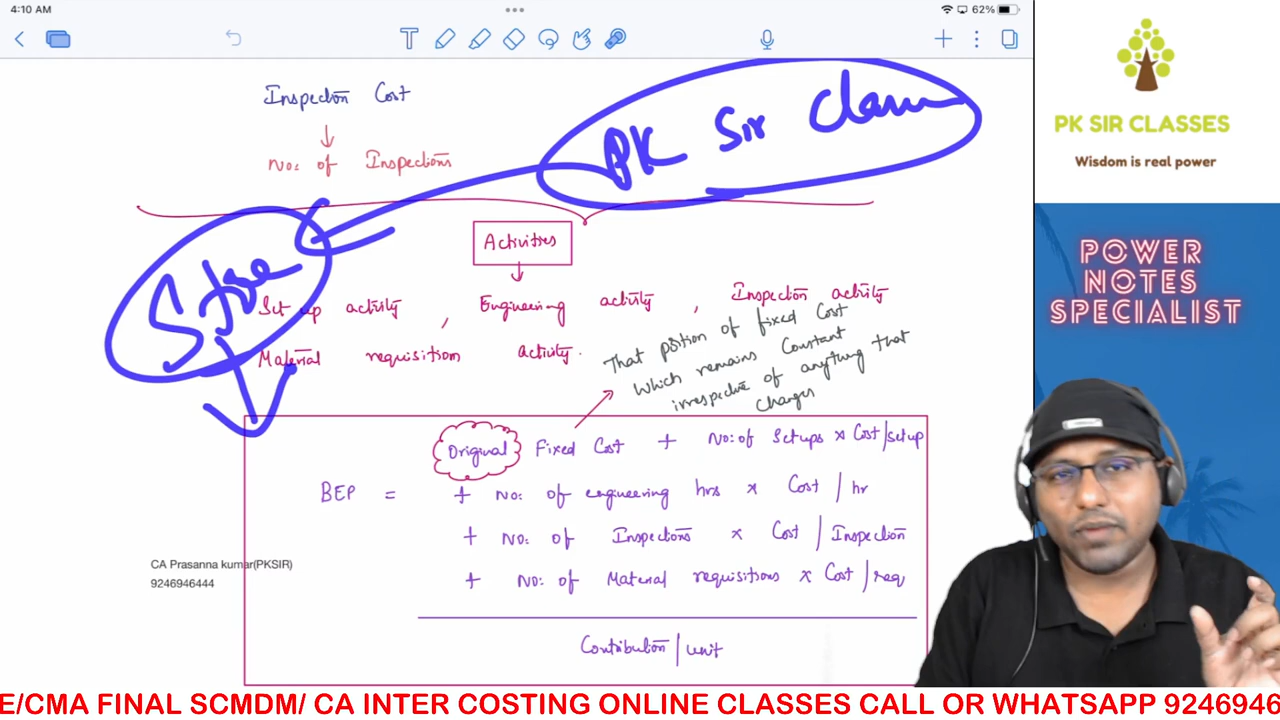 4:10 AM
62%
Inspection Cost
No: of Inspections
PK Sir Classes
Store
Activities
Set up activity , Engineering activity , Inspection activity
Material requisition activity.
That portion of fixed Cost
Which remains Constant
irrespective of anything that
Changes
Original Fixed Cost + No: of Setups x Cost/setup
BEP = + No: of engineering hrs x Cost / hr
+ No: of Inspections x Cost / Inspection
+ No: of Material requisitions x Cost / req
Contribution / unit
CA Prasanna kumar(PKSIR)
9246946444
PK SIR CLASSES
Wisdom is real power
POWER
NOTES
SPECIALIST
E/CMA FINAL SCMDM/ CA INTER COSTING ONLINE CLASSES CALL OR WHATSAPP 9246946